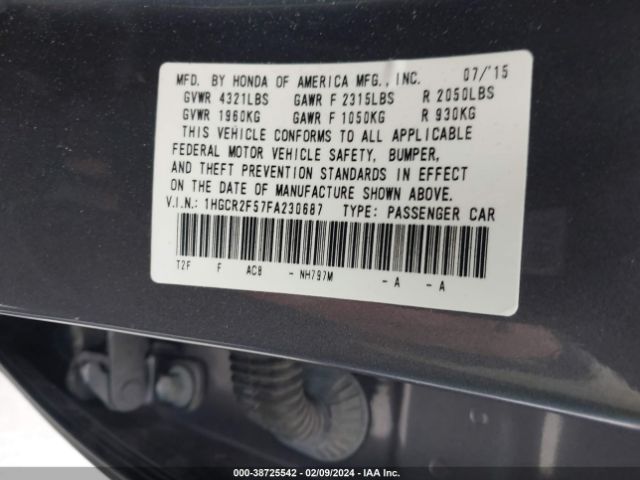 MFD. BY HONDA OF AMERICA MFG., INC. 07/'15
GVWR 4321LBS GAWR F 2315LBS R 2050LBS
GVWR 1960KG GAWR F 1050KG R 930KG
THIS VEHICLE CONFORMS TO ALL APPLICABLE
FEDERAL MOTOR VEHICLE SAFETY, BUMPER,
AND THEFT PREVENTION STANDARDS IN EFFECT
ON THE DATE OF MANUFACTURE SHOWN ABOVE.
V.I.N.: 1HGCR2F57FA230687 TYPE: PASSENGER CAR
T2F F AC8 - NH797M - A - A
000-38725542 - 02/09/2024 - IAA Inc.